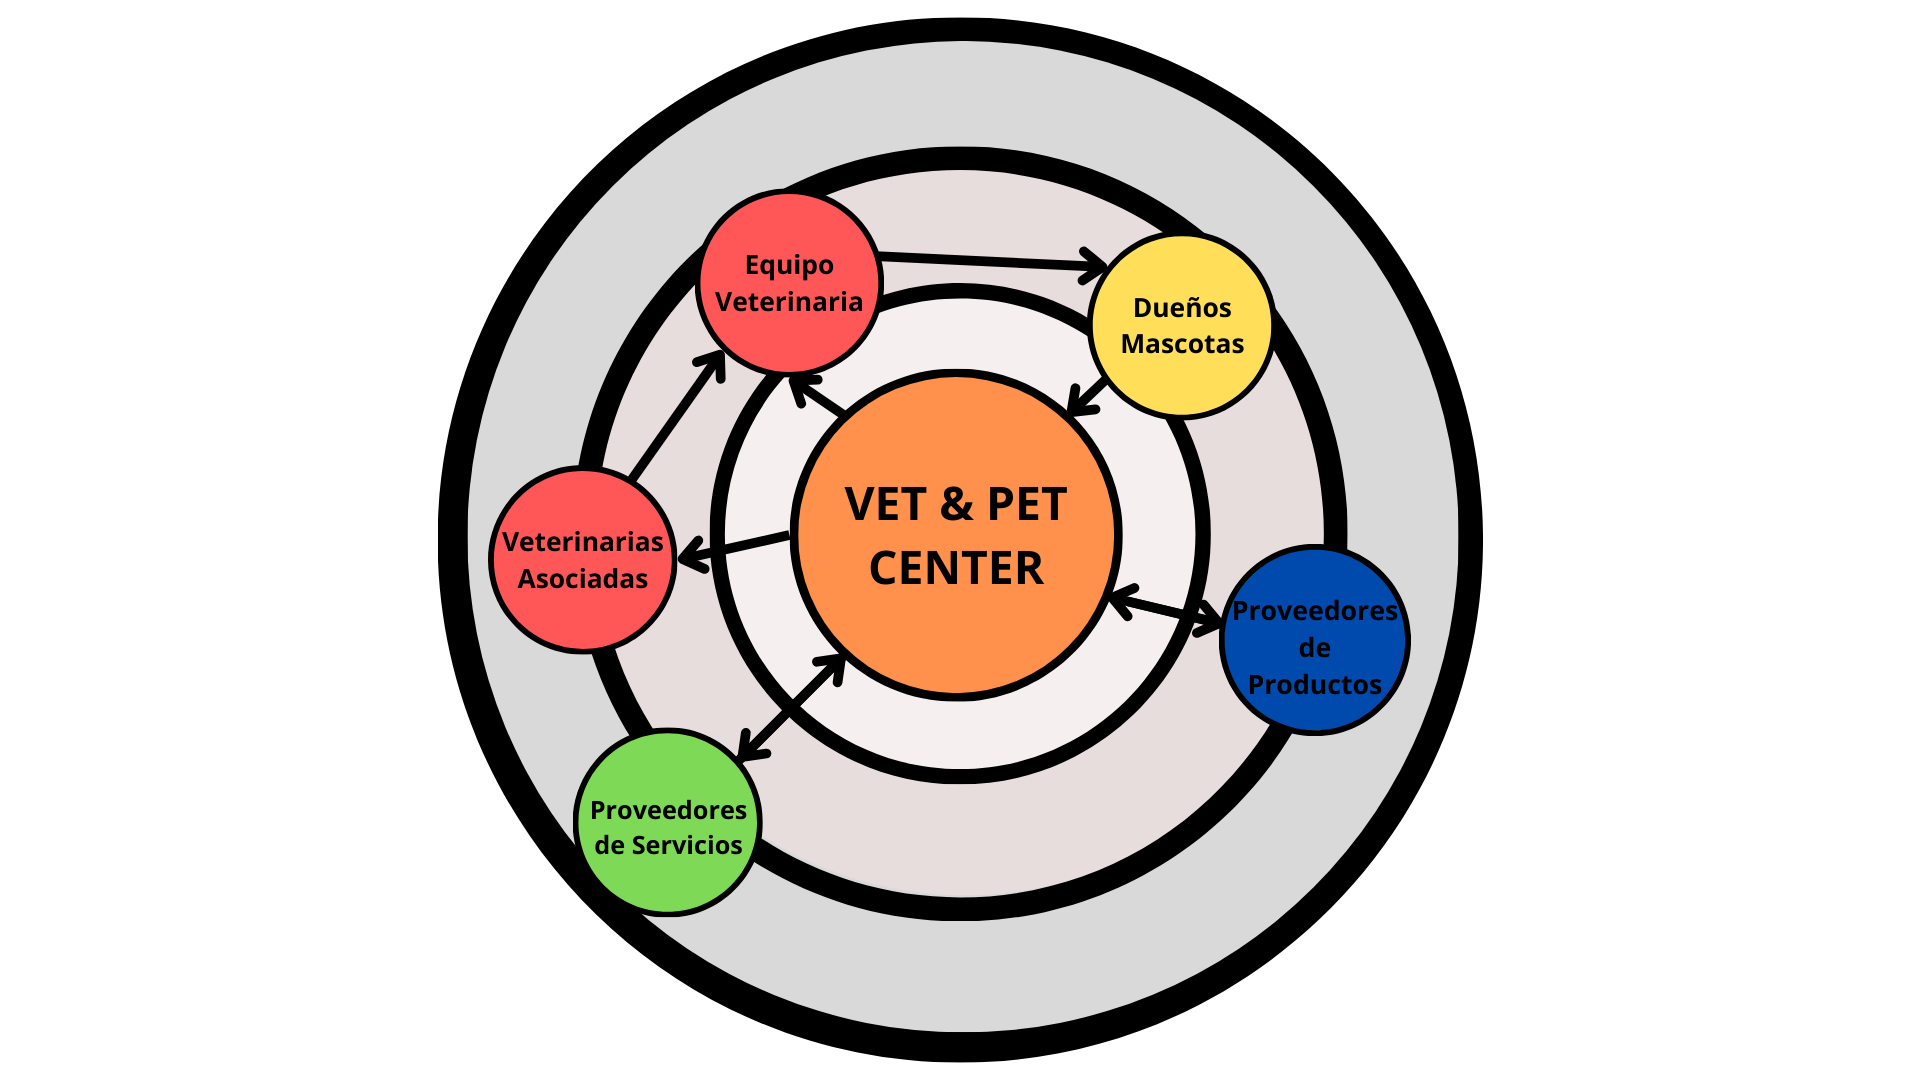 Equipo
Veterinaria
Dueños
Mascotas
VET & PET
CENTER
Veterinarias
Asociadas
Proveedores
de
Productos
Proveedores
de Servicios